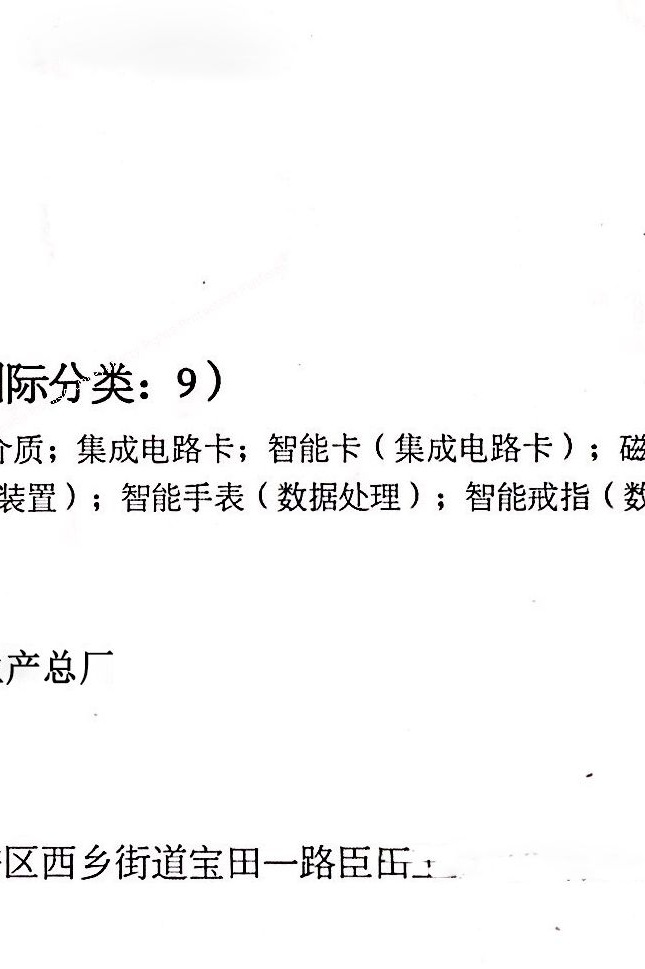 际分类：9）
介质；集成电路卡；智能卡（集成电路卡）；磁
装置）；智能手表（数据处理）；智能戒指（数
产总厂
区西乡街道宝田一路臣田